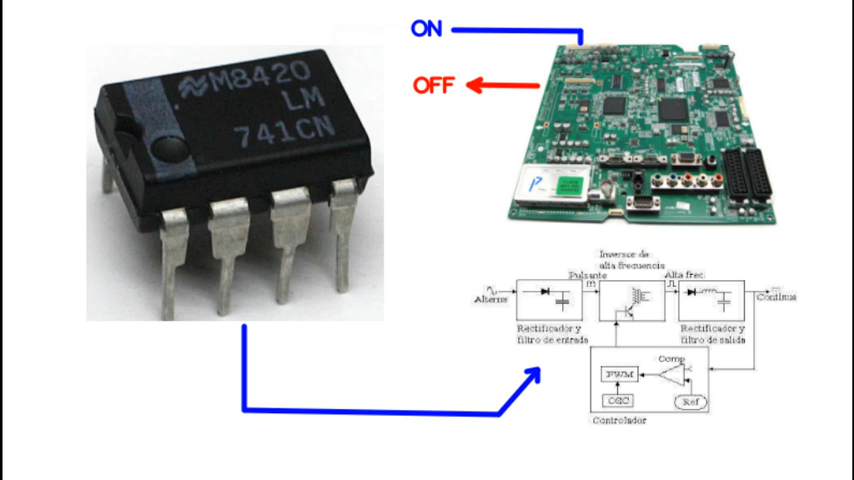 ON
OFF
M8420
LM
741CN
P
Inversor de
alta frecuencia
Pulsante
Alta frec.
Alterna
Contínua
Rectificador y
filtro de entrada
Rectificador y
filtro de salida
Comp
PWM
OSC
Ref
Controlador